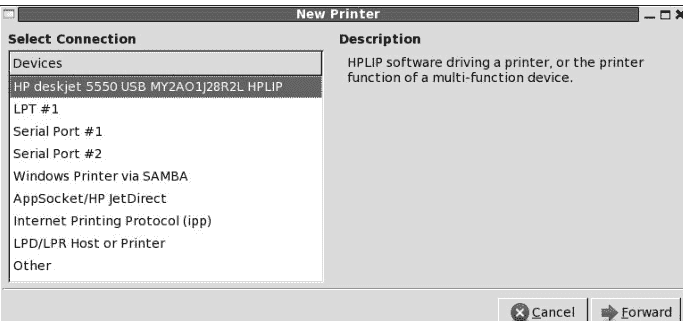 New Printer
Select Connection
Devices
HP deskjet 5550 USB MY2AO1J28R2L HPLIP
LPT #1
Serial Port #1
Serial Port #2
Windows Printer via SAMBA
AppSocket/HP JetDirect
Internet Printing Protocol (ipp)
LPD/LPR Host or Printer
Other
Description
HPLIP software driving a printer, or the printer
function of a multi-function device.
Cancel
Forward